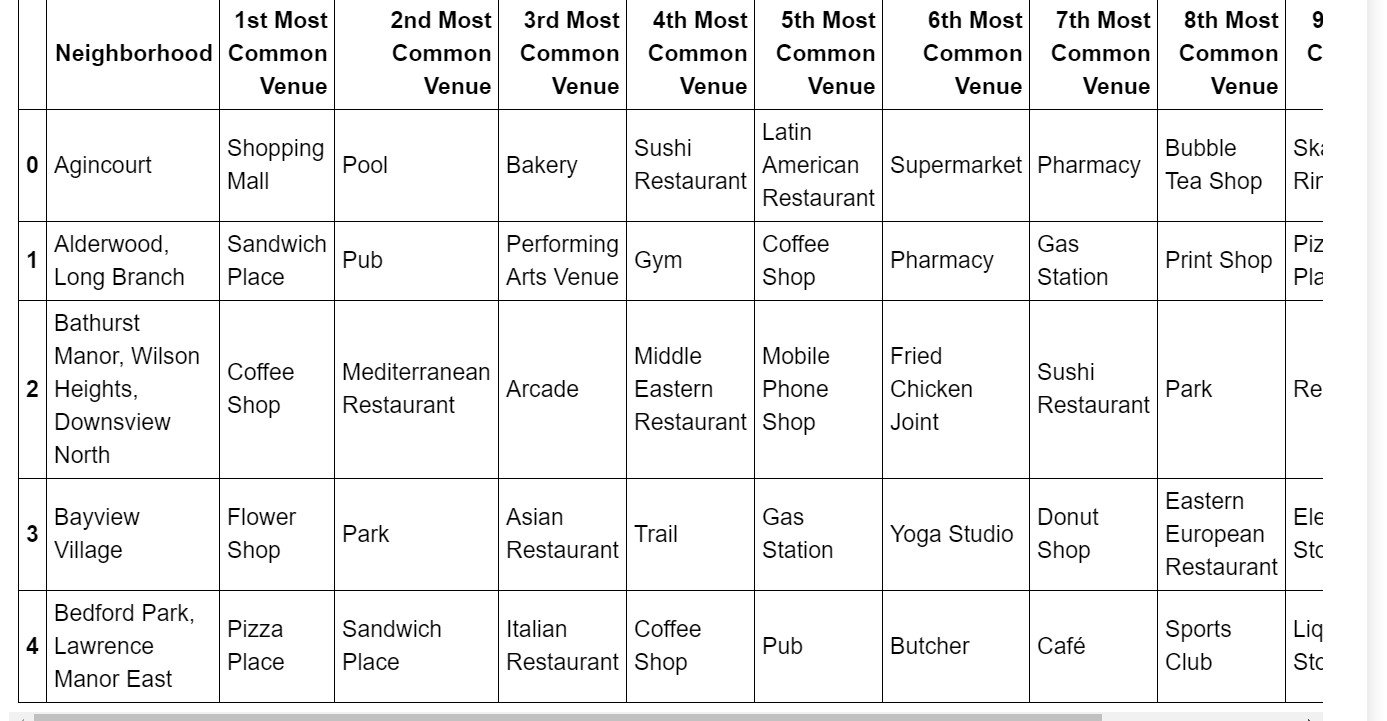 Neighborhood 1st Most Common Venue 2nd Most Common Venue 3rd Most Common Venue 4th Most Common Venue 5th Most Common Venue 6th Most Common Venue 7th Most Common Venue 8th Most Common Venue 9
0 Agincourt Shopping Mall Pool Bakery Sushi Restaurant Latin American Restaurant Supermarket Pharmacy Bubble Tea Shop
1 Alderwood, Long Branch Sandwich Place Pub Performing Arts Venue Gym Coffee Shop Pharmacy Gas Station Print Shop
2 Bathurst Manor, Wilson Heights, Downsview North Coffee Shop Mediterranean Restaurant Arcade Middle Eastern Restaurant Mobile Phone Shop Fried Chicken Joint Sushi Restaurant Park
3 Bayview Village Flower Shop Park Asian Restaurant Trail Gas Station Yoga Studio Donut Shop Eastern European Restaurant
4 Bedford Park, Lawrence Manor East Pizza Place Sandwich Place Italian Restaurant Coffee Shop Pub Butcher Café Sports Club